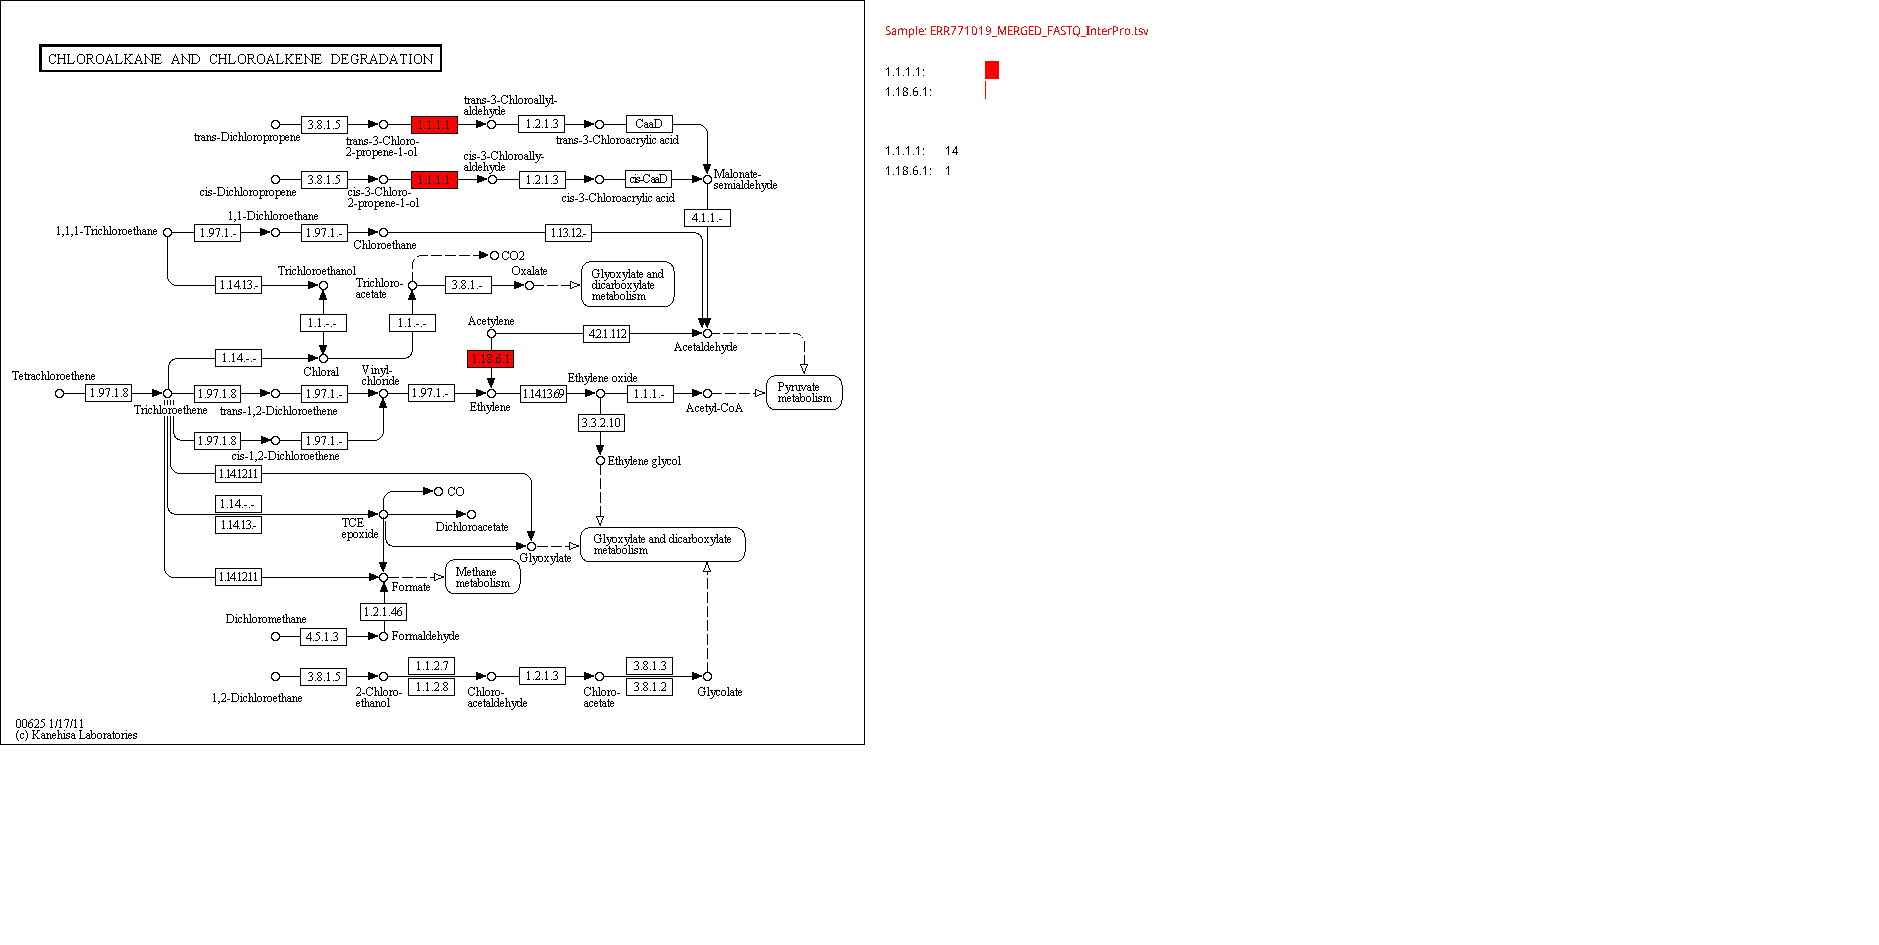 CHLOROALKANE AND CHLOROALKENE DEGRADATION
Sample: ERR771019_MERGED_FASTQ_InterPro.tsv
1.1.1.1:
1.18.6.1:
1.1.1.1: 14
1.18.6.1: 1
trans-3-Chloroallyl-
aldehyde
3.8.1.5
1.1.1.1
1.2.1.3
CaaD
trans-Dichloropropene
trans-3-Chloro-
2-propene-1-ol
trans-3-Chloroacrylic acid
cis-3-Chloroally-
aldehyde
3.8.1.5
1.1.1.1
1.2.1.3
cis-CaaD
Malonate-
semialdehyde
cis-Dichloropropene
cis-3-Chloro-
2-propene-1-ol
cis-3-Chloroacrylic acid
4.1.1.-
1,1-Dichloroethane
1,1,1-Trichloroethane
1.97.1.-
1.97.1.-
1.13.12.-
Chloroethane
CO2
Trichloroethanol
Oxalate
Glyoxylate and
dicarboxylate
metabolism
1.14.13.-
Trichloro-
acetate
3.8.1.-
1.1.-.-
1.1.-.-
Acetylene
4.2.1.112
Acetaldehyde
1.14.-.-
1.18.6.1
Chloral
Vinyl-
chloride
Tetrachloroethene
Ethylene oxide
Pyruvate
metabolism
1.97.1.8
1.97.1.8
1.97.1.-
1.97.1.-
1.14.13.69
1.1.1.-
Trichloroethene
trans-1,2-Dichloroethene
Ethylene
Acetyl-CoA
3.3.2.10
1.97.1.8
1.97.1.-
cis-1,2-Dichloroethene
Ethylene glycol
1.14.12.11
CO
1.14.-.-
1.14.13.-
TCE
epoxide
Dichloroacetate
Glyoxylate and dicarboxylate
metabolism
Glyoxylate
1.14.12.11
Methane
metabolism
Formate
1.2.1.46
Dichloromethane
4.5.1.3
Formaldehyde
3.8.1.5
1.1.2.7
1.1.2.8
1.2.1.3
3.8.1.3
3.8.1.2
1,2-Dichloroethane
2-Chloro-
ethanol
Chloro-
acetaldehyde
Chloro-
acetate
Glycolate
00625 1/17/11
(c) Kanehisa Laboratories